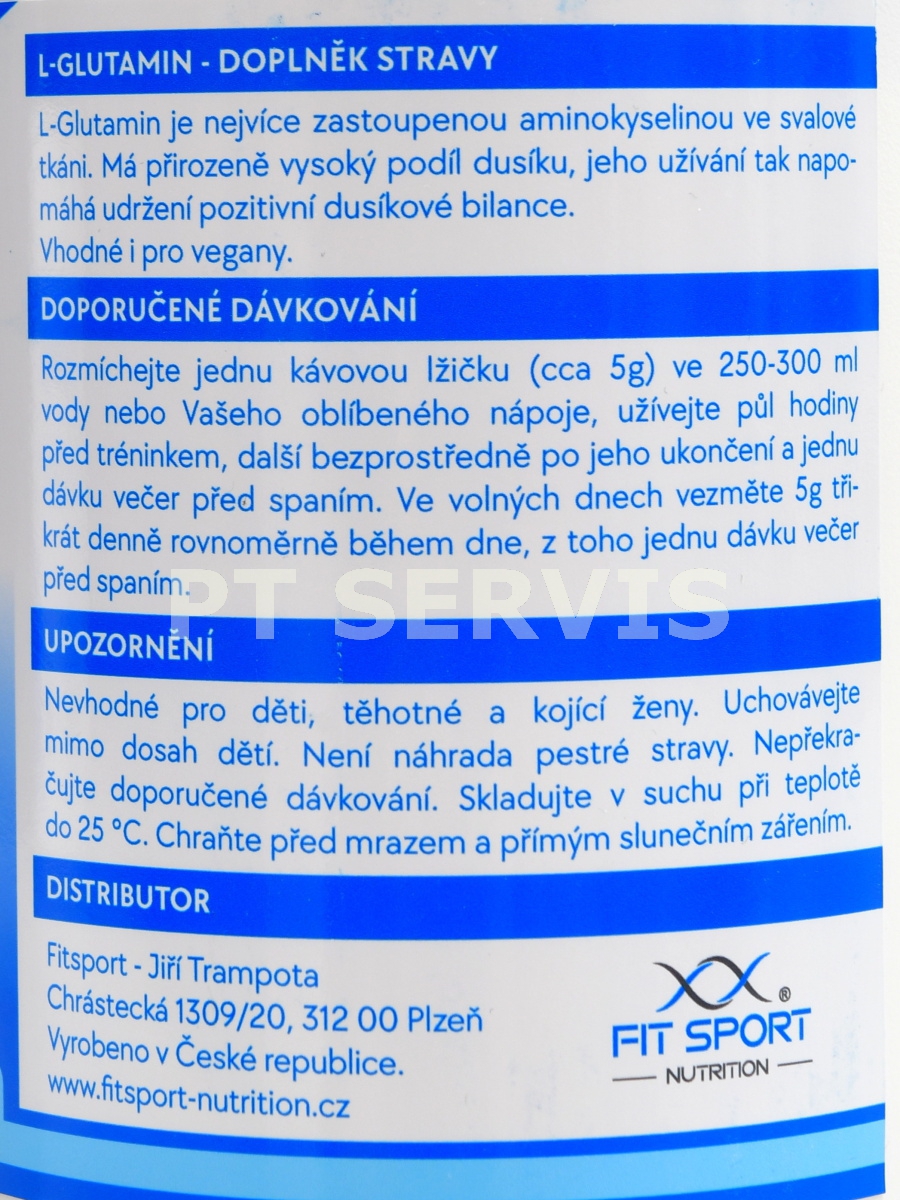 L-GLUTAMIN - DOPLNĚK STRAVY
L-Glutamin je nejvíce zastoupenou aminokyselinou ve svalové
tkáni. Má přirozeně vysoký podíl dusíku, jeho užívání tak napo-
máhá udržení pozitivní dusíkové bilance.
Vhodné i pro vegany.
DOPORUČENÉ DÁVKOVÁNÍ
Rozmíchejte jednu kávovou lžičku (cca 5g) ve 250-300 ml
vody nebo Vašeho oblíbeného nápoje, užívejte půl hodiny
před tréninkem, další bezprostředně po jeho ukončení a jednu
dávku večer před spaním. Ve volných dnech vezměte 5g tři-
krát denně rovnoměrně během dne, z toho jednu dávku večer
před spaním.
PT SERVIS
UPOZORNĚNÍ
Nevhodné pro děti, těhotné a kojící ženy. Uchovávejte
mimo dosah dětí. Není náhrada pestré stravy. Nepřekra-
čujte doporučené dávkování. Skladujte v suchu při teplotě
do 25 °C. Chraňte před mrazem a přímým slunečním zářením.
DISTRIBUTOR
Fitsport - Jiří Trampota
Chrástecká 1309/20, 312 00 Plzeň
Vyrobeno v České republice.
www.fitsport-nutrition.cz
®
FIT SPORT
NUTRITION